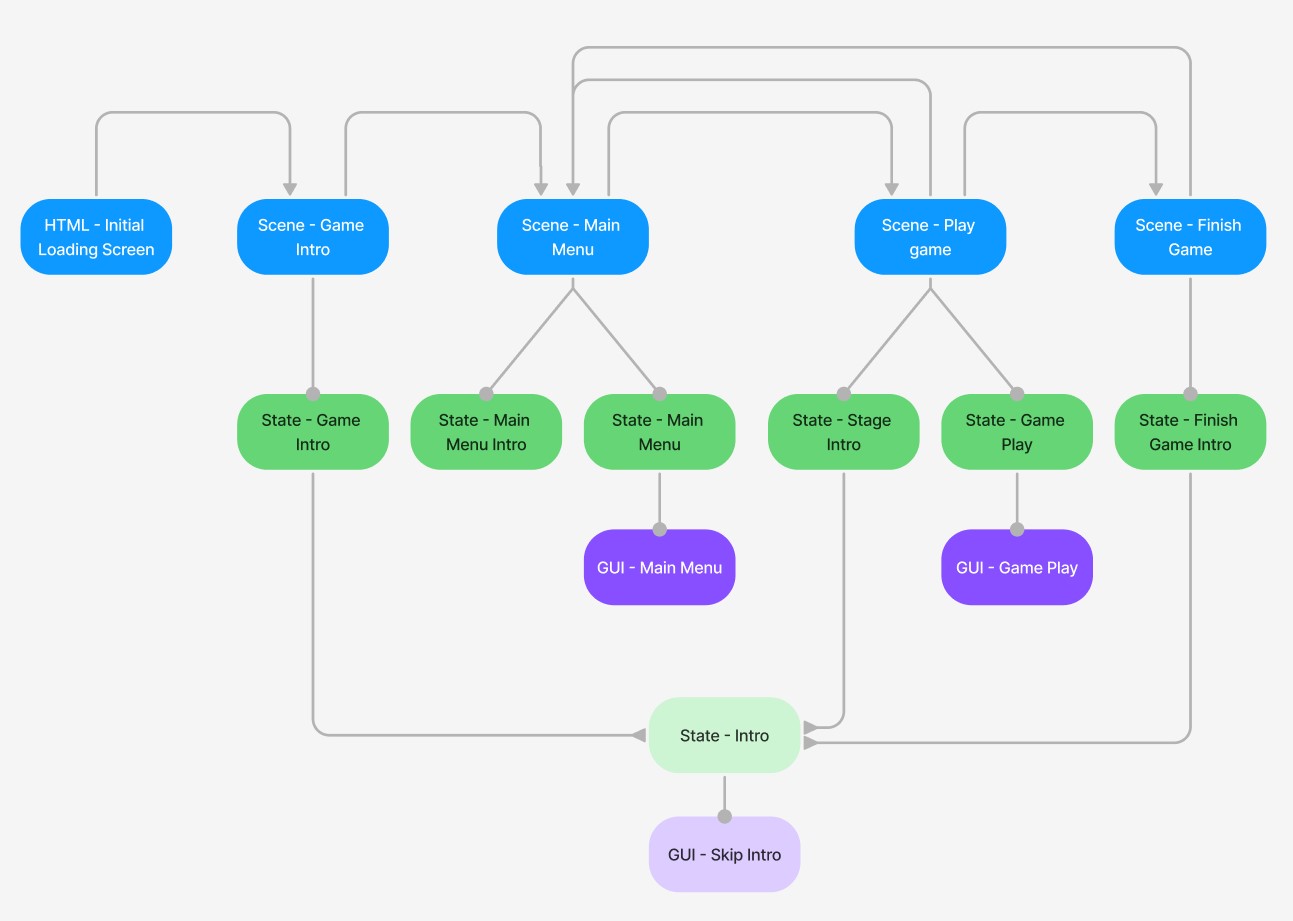 HTML - Initial
Loading Screen
Scene - Game
Intro
Scene - Main
Menu
Scene - Play
game
Scene - Finish
Game
State - Game
Intro
State - Main
Menu Intro
State - Main
Menu
State - Stage
Intro
State - Game
Play
State - Finish
Game Intro
GUI - Main Menu
GUI - Game Play
State - Intro
GUI - Skip Intro